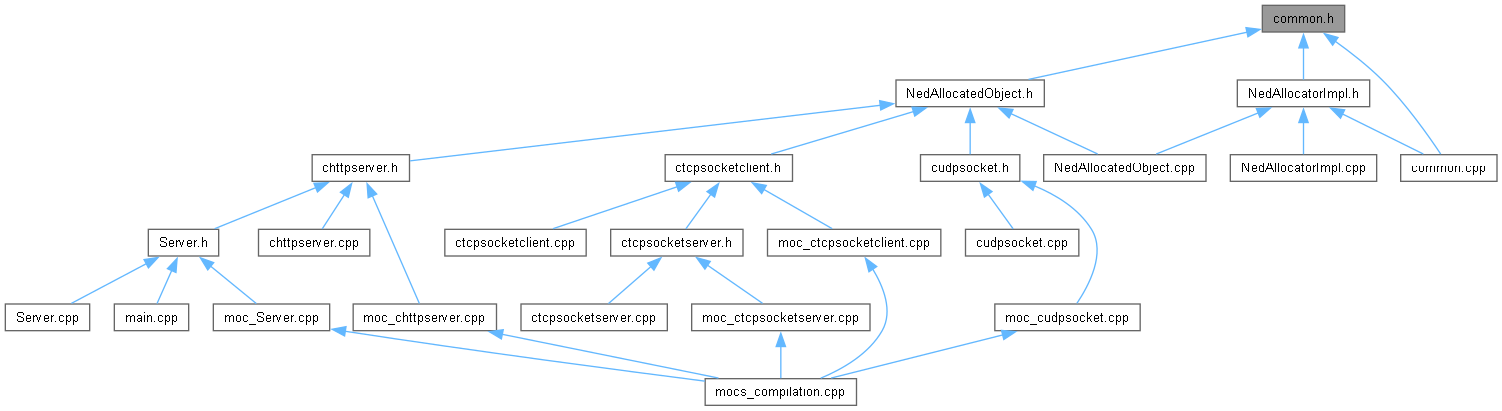 common.h
NedAllocatedObject.h
NedAllocatorImpl.h
chttpserver.h
ctcpsocketclient.h
cudpsocket.h
NedAllocatedObject.cpp
NedAllocatorImpl.cpp
common.cpp
Server.h
chttpserver.cpp
ctcpsocketclient.cpp
ctcpsocketserver.h
moc_ctcpsocketclient.cpp
cudpsocket.cpp
Server.cpp
main.cpp
moc_Server.cpp
moc_chttpserver.cpp
ctcpsocketserver.cpp
moc_ctcpsocketserver.cpp
moc_cudpsocket.cpp
mocs_compilation.cpp